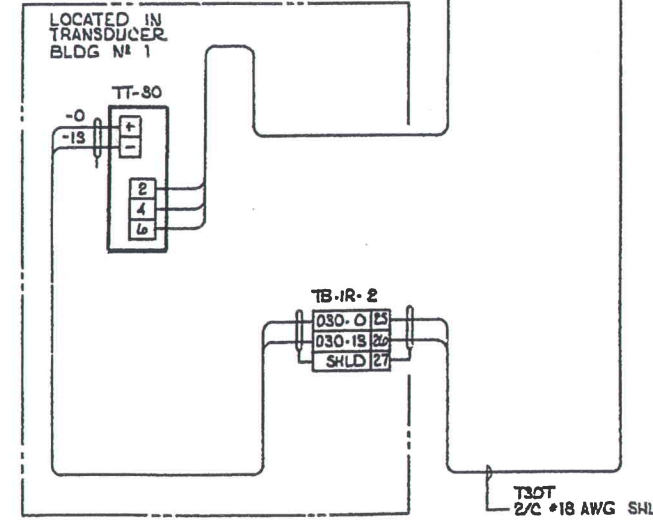 LOCATED IN
TRANSDUCER
BLDG Nº 1
TT-30
-0
+
-13
-
2
4
6
TB-1R-2
030-0 25
030-13 26
SHLD 27
T30T
2/C #18 AWG SHL